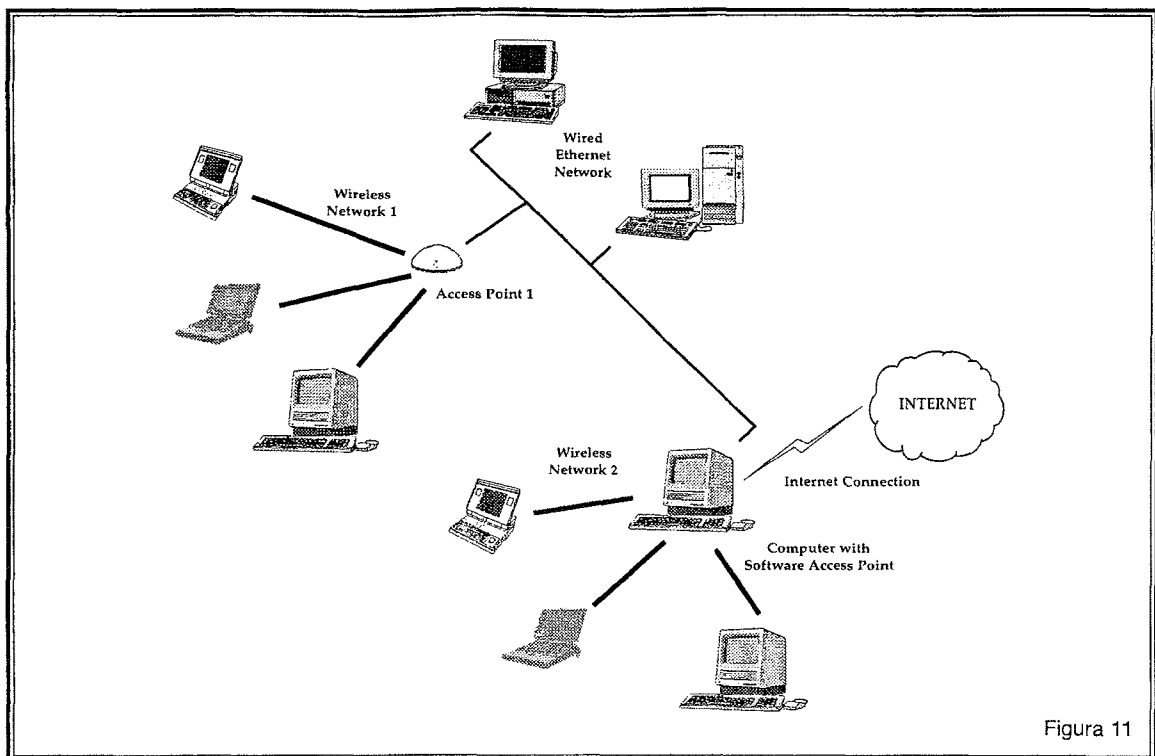 Wired
Ethernet
Network
Wireless
Network 1
Access Point 1
INTERNET
Wireless
Network 2
Internet Connection
Computer with
Software Access Point
Figura 11